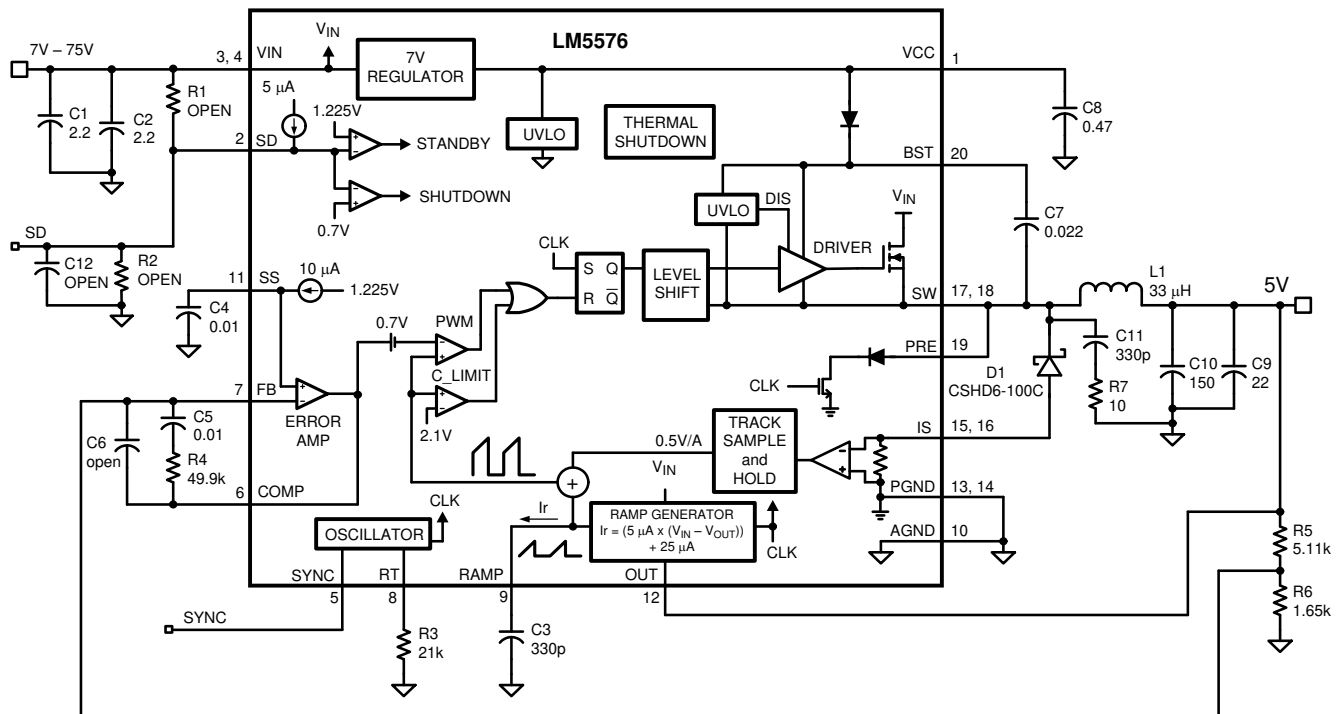 LM5576
7V – 75V
3, 4
VIN
V_IN
7V
REGULATOR
VCC
1
R1
OPEN
C1
2.2
C2
2.2
5 µA
1.225V
2
SD
STANDBY
SHUTDOWN
0.7V
UVLO
THERMAL
SHUTDOWN
C8
0.47
BST
20
UVLO
DIS
V_IN
C7
0.022
SD
C12
OPEN
R2
OPEN
11
SS
10 µA
1.225V
C4
0.01
CLK
S Q
R Q̅
LEVEL
SHIFT
DRIVER
SW
17, 18
L1
33 µH
5V
0.7V
PWM
C_LIMIT
2.1V
PRE
19
CLK
C11
330p
R7
10
D1
CSHD6-100C
C10
150
C9
22
7
FB
ERROR
AMP
C5
0.01
C6
open
R4
49.9k
6
COMP
0.5V/A
TRACK
SAMPLE
and
HOLD
IS
15, 16
V_IN
+
Ir
RAMP GENERATOR
Ir = (5 µA x (V_IN – V_OUT))
+ 25 µA
CLK
PGND
13, 14
AGND
10
CLK
OSCILLATOR
SYNC
5
RT
8
RAMP
9
OUT
12
R5
5.11k
R6
1.65k
SYNC
R3
21k
C3
330p